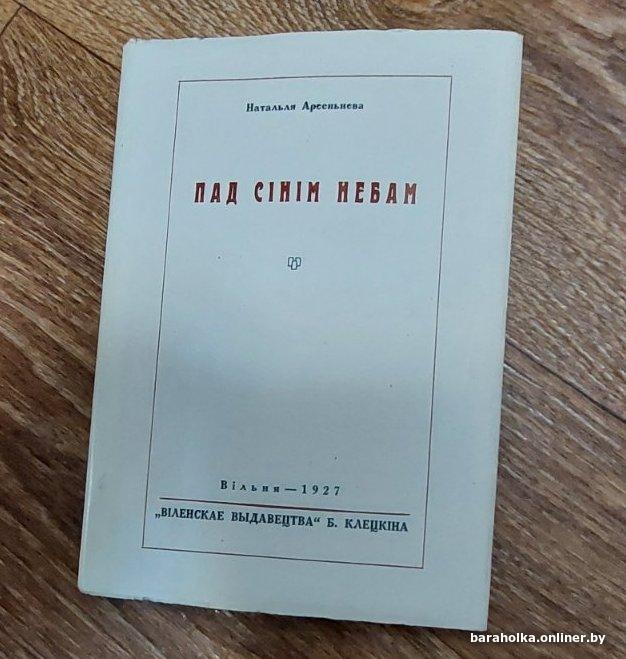 Натальля Арсеньнева
ПАД СІНІМ НЕБАМ
Вільня — 1927
„ВІЛЕНСКАЕ ВЫДАВЕЦТВА“ Б. КЛЕЦКІНА
baraholka.onliner.by